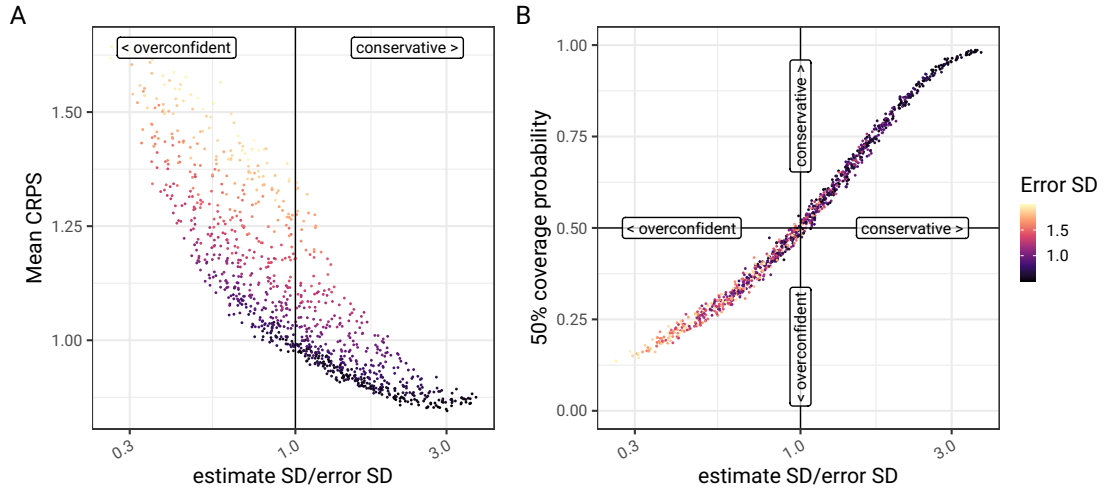 A
< overconfident
conservative >
1.50
1.25
1.00
Mean CRPS
0.3
1.0
3.0
estimate SD/error SD
B
1.00
0.75
0.50
0.25
0.00
50% coverage probability
conservative >
< overconfident
conservative >
< overconfident
0.3
1.0
3.0
estimate SD/error SD
Error SD
1.5
1.0